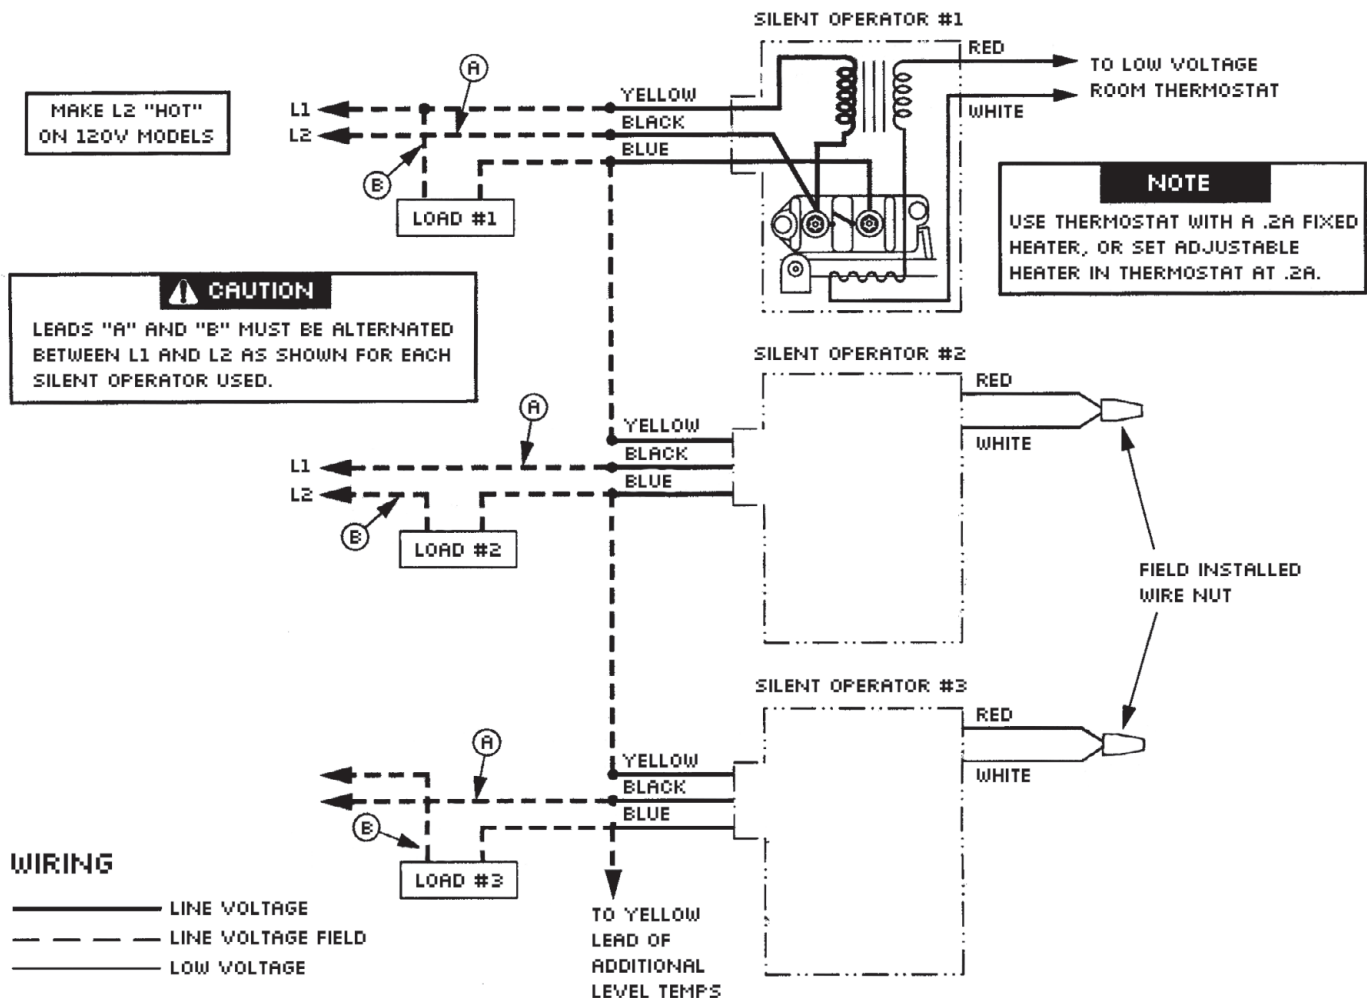 SILENT OPERATOR #1
RED
TO LOW VOLTAGE
ROOM THERMOSTAT
WHITE
MAKE L2 "HOT"
ON 120V MODELS
L1
L2
A
B
YELLOW
BLACK
BLUE
LOAD #1
NOTE
USE THERMOSTAT WITH A .2A FIXED
HEATER, OR SET ADJUSTABLE
HEATER IN THERMOSTAT AT .2A.
CAUTION
LEADS "A" AND "B" MUST BE ALTERNATED
BETWEEN L1 AND L2 AS SHOWN FOR EACH
SILENT OPERATOR USED.
SILENT OPERATOR #2
RED
WHITE
A
YELLOW
BLACK
BLUE
L1
L2
B
LOAD #2
FIELD INSTALLED
WIRE NUT
SILENT OPERATOR #3
RED
WHITE
A
YELLOW
BLACK
BLUE
B
LOAD #3
TO YELLOW
LEAD OF
ADDITIONAL
LEVEL TEMPS
WIRING
LINE VOLTAGE
LINE VOLTAGE FIELD
LOW VOLTAGE